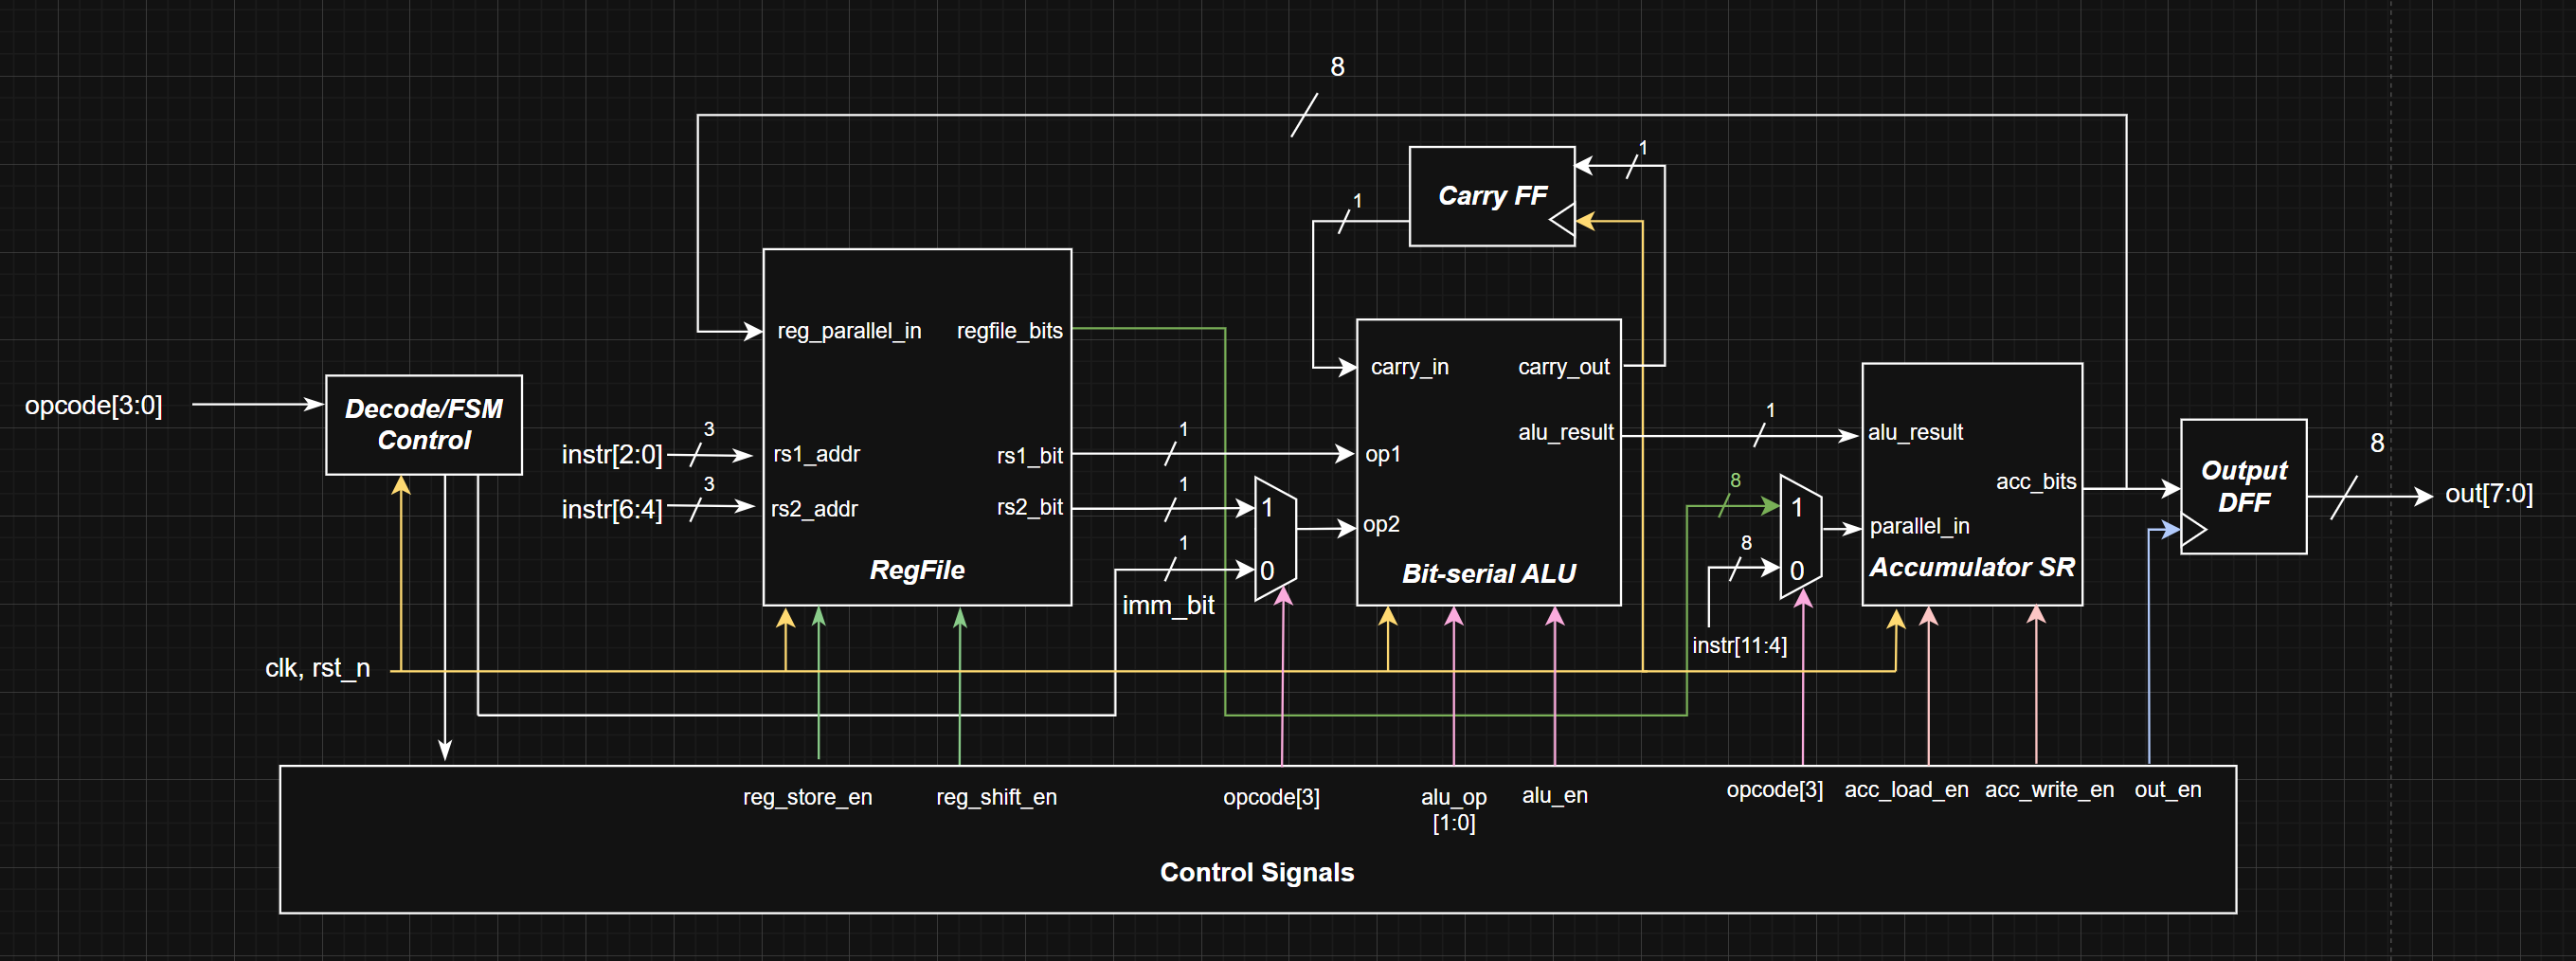 8
1
Carry FF
1
reg_parallel_in
regfile_bits
carry_in
carry_out
opcode[3:0]
Decode/FSM
Control
instr[2:0]
3
rs1_addr
rs1_bit
1
op1
alu_result
1
alu_result
instr[6:4]
3
rs2_addr
rs2_bit
1
1
op2
8
1
acc_bits
Output
DFF
8
out[7:0]
RegFile
1
0
imm_bit
Bit-serial ALU
8
0
parallel_in
Accumulator SR
instr[11:4]
clk, rst_n
reg_store_en
reg_shift_en
opcode[3]
alu_op
[1:0]
alu_en
opcode[3]
acc_load_en
acc_write_en
out_en
Control Signals